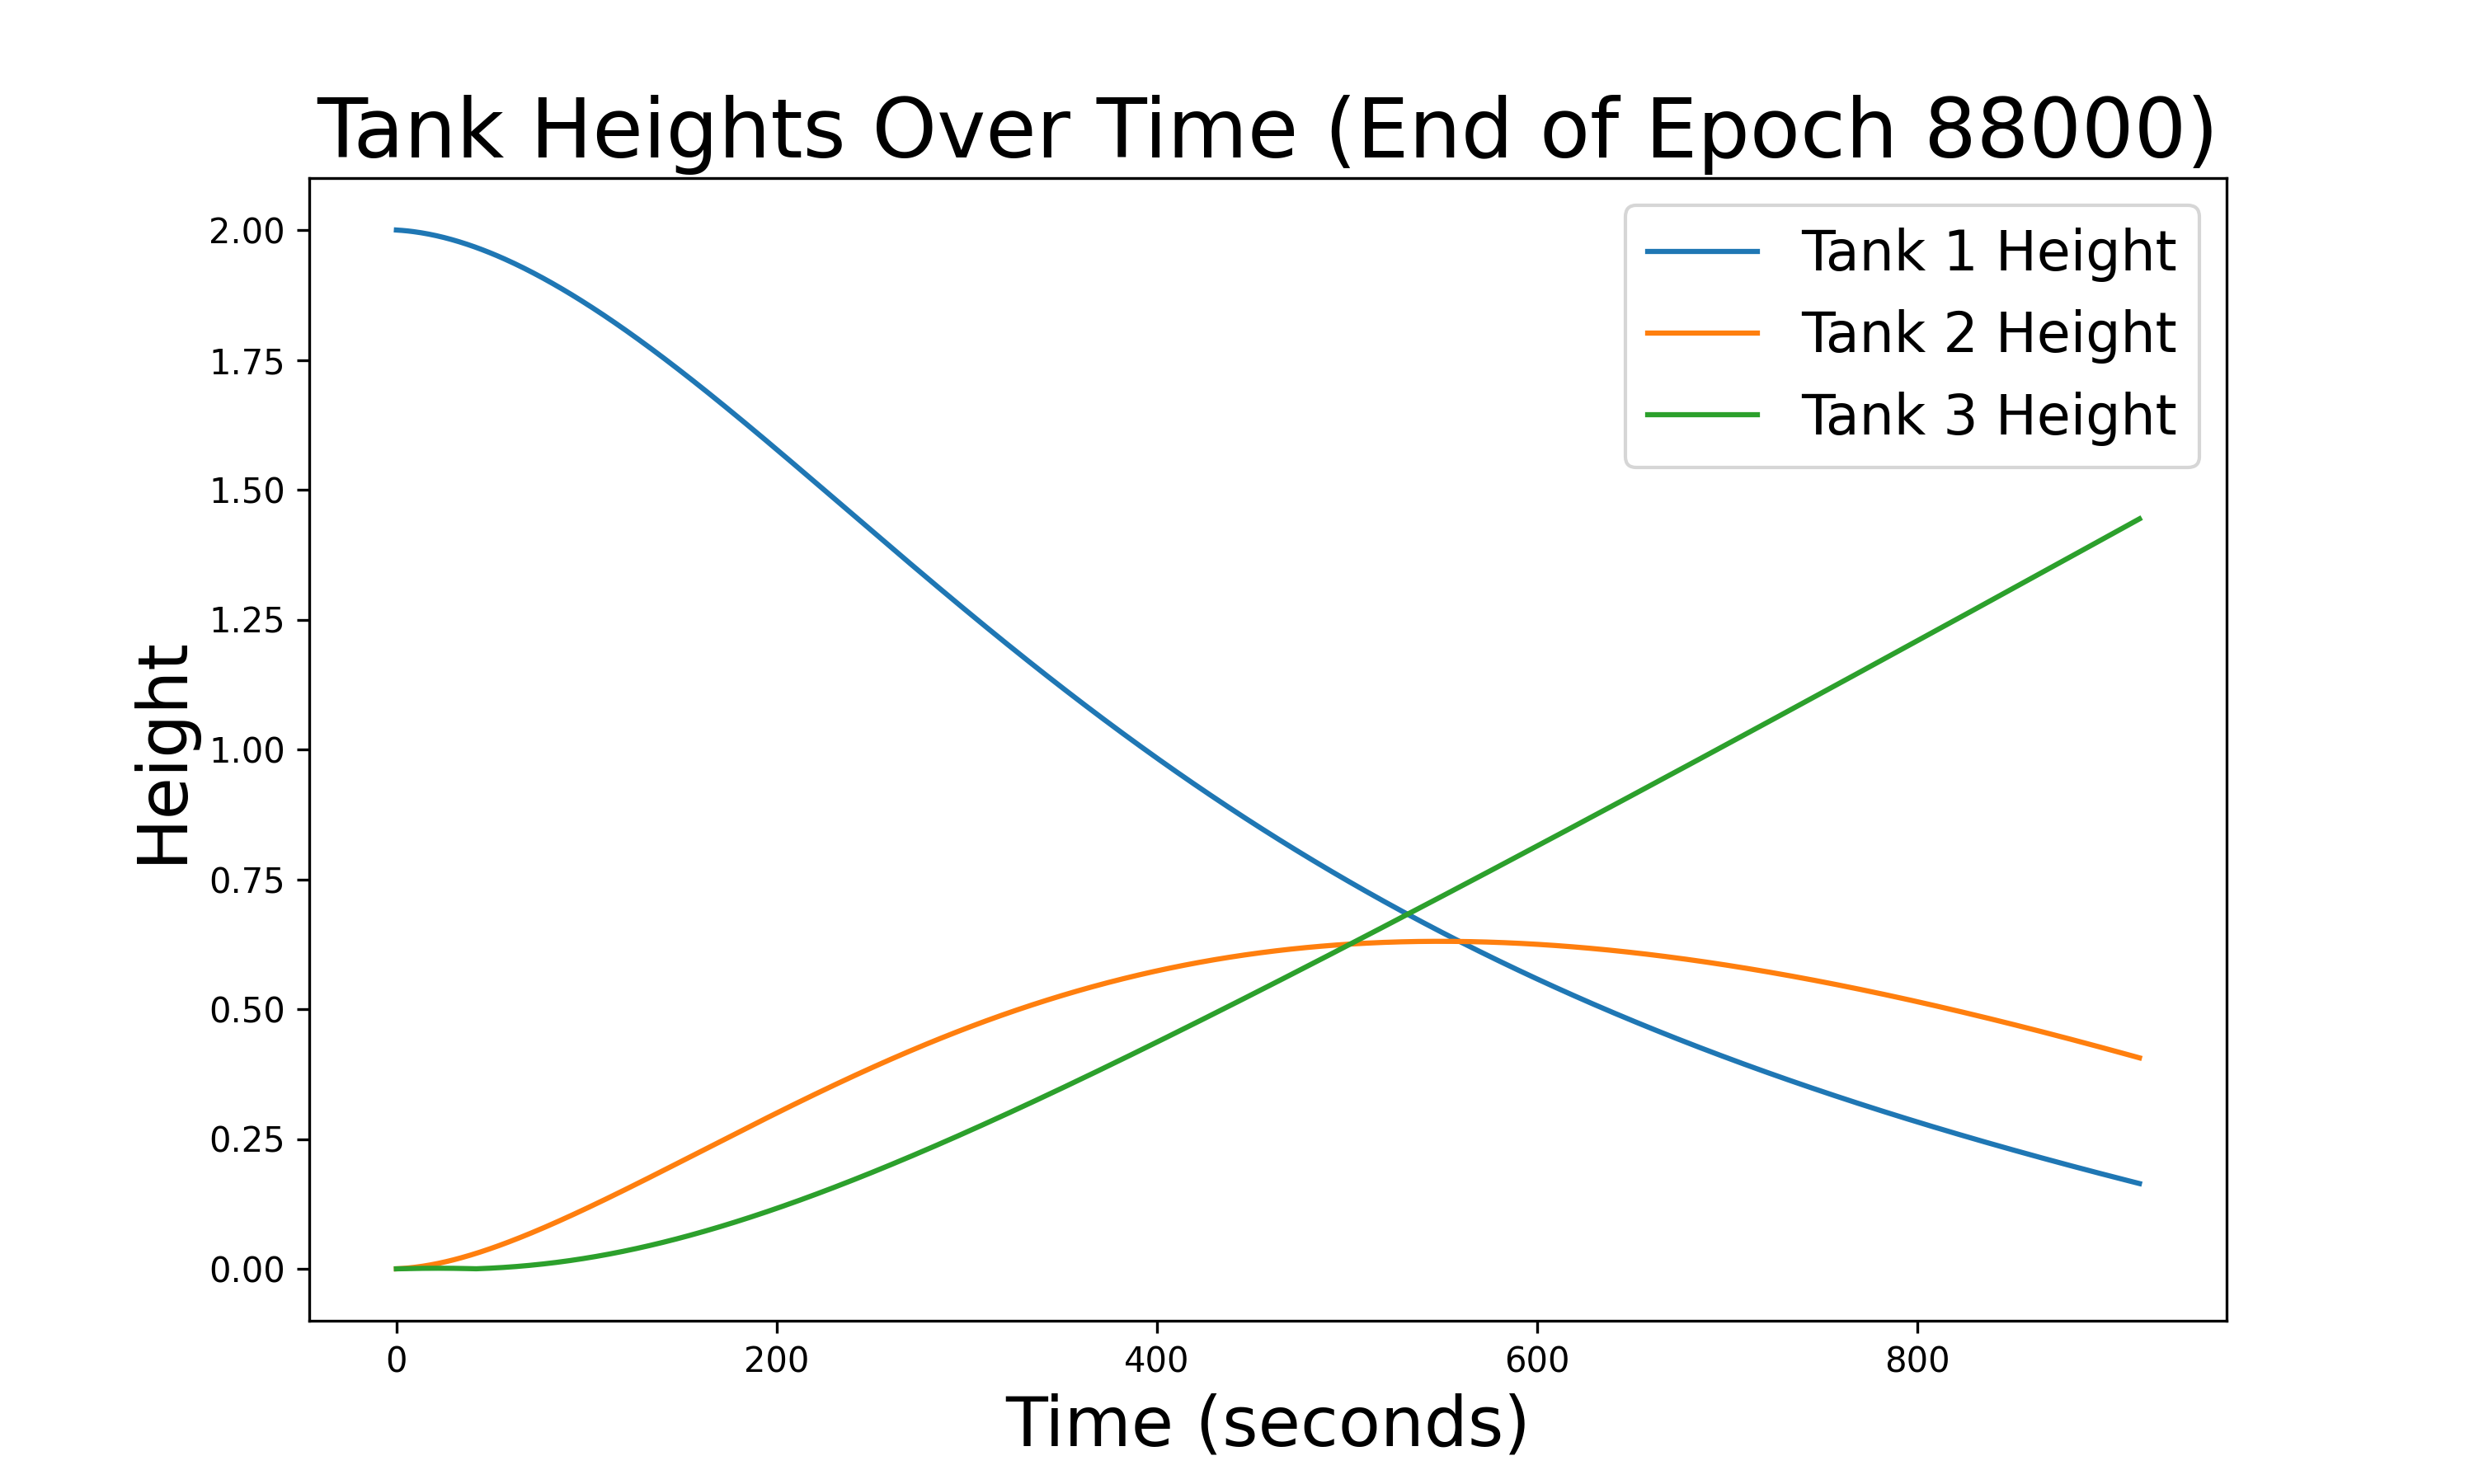 Tank Heights Over Time (End of Epoch 88000)
Tank 1 Height
Tank 2 Height
Tank 3 Height
Height
2.00
1.75
1.50
1.25
1.00
0.75
0.50
0.25
0.00
0 200 400 600 800
Time (seconds)